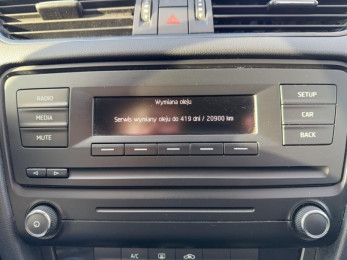 RADIO
MEDIA
MUTE
Wymiana oleju
Serwis wymiany oleju do 419 dni / 20900 km
SETUP
CAR
BACK
A/C